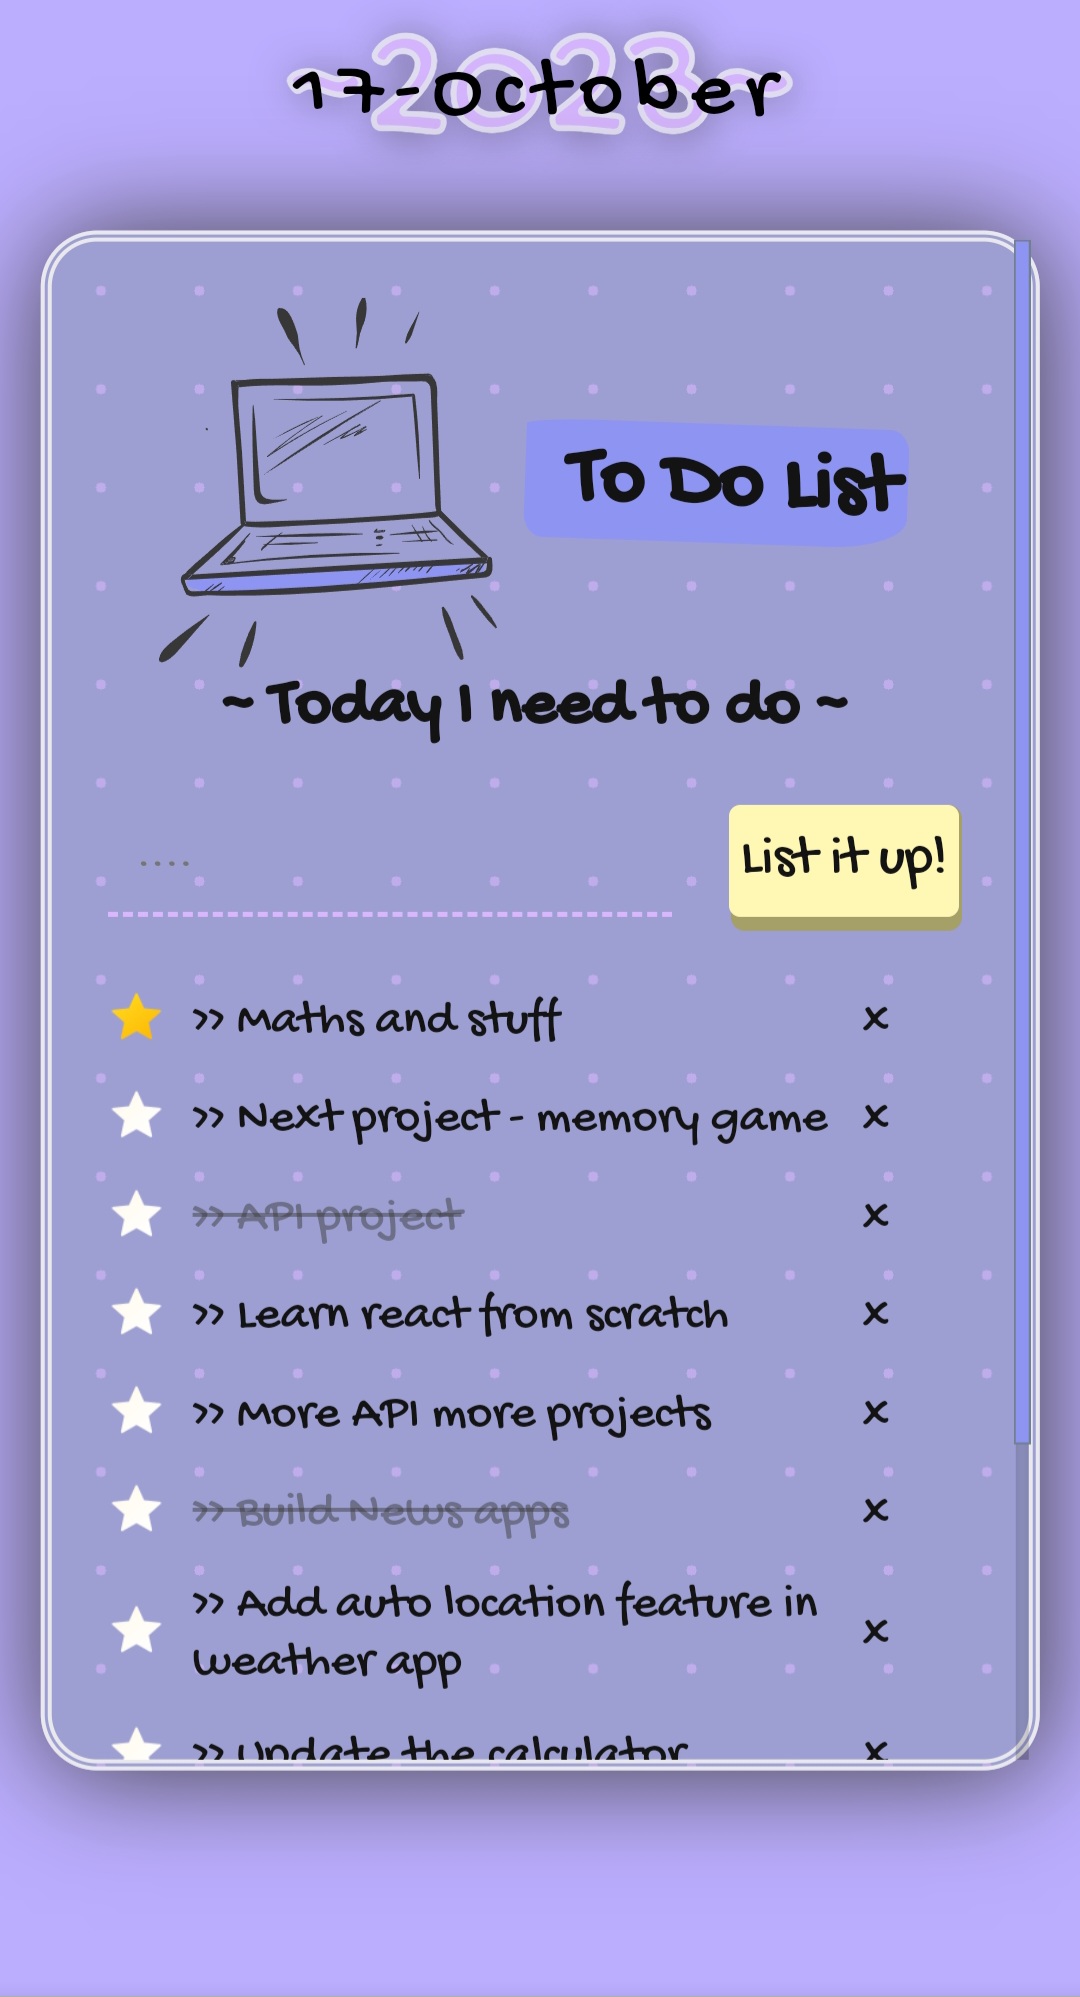 ~2023~
17-October
To Do List
~ Today I need to do ~
....
List it up!
>> Maths and stuff x
>> Next project - memory game x
>> API project x
>> Learn react from scratch x
>> More API more projects x
>> Build News apps x
>> Add auto location feature in
weather app x
>> Update the calculator x